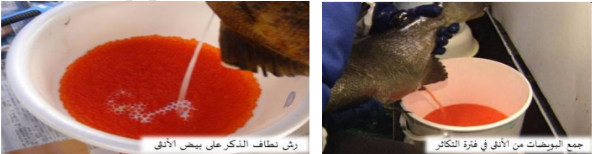 جمع البويضات من الأنثى في فترة التكاثر
رش نطاف الذكر على بيض الأنثى